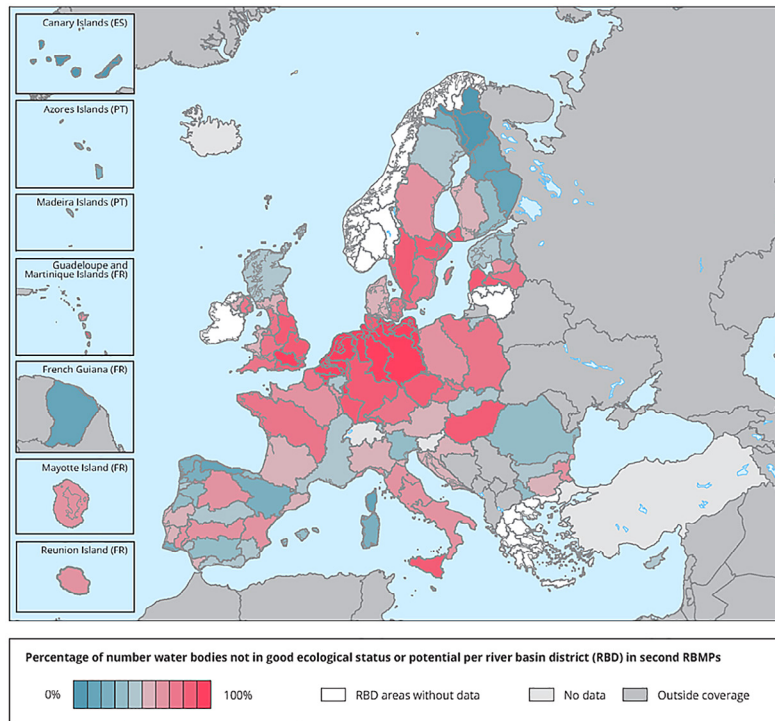 Canary Islands (ES)
Azores Islands (PT)
Madeira Islands (PT)
Guadeloupe and
Martinique Islands (FR)
French Guiana (FR)
Mayotte Island (FR)
Reunion Island (FR)
Percentage of number water bodies not in good ecological status or potential per river basin district (RBD) in second RBMPs
0% 100% RBD areas without data No data Outside coverage